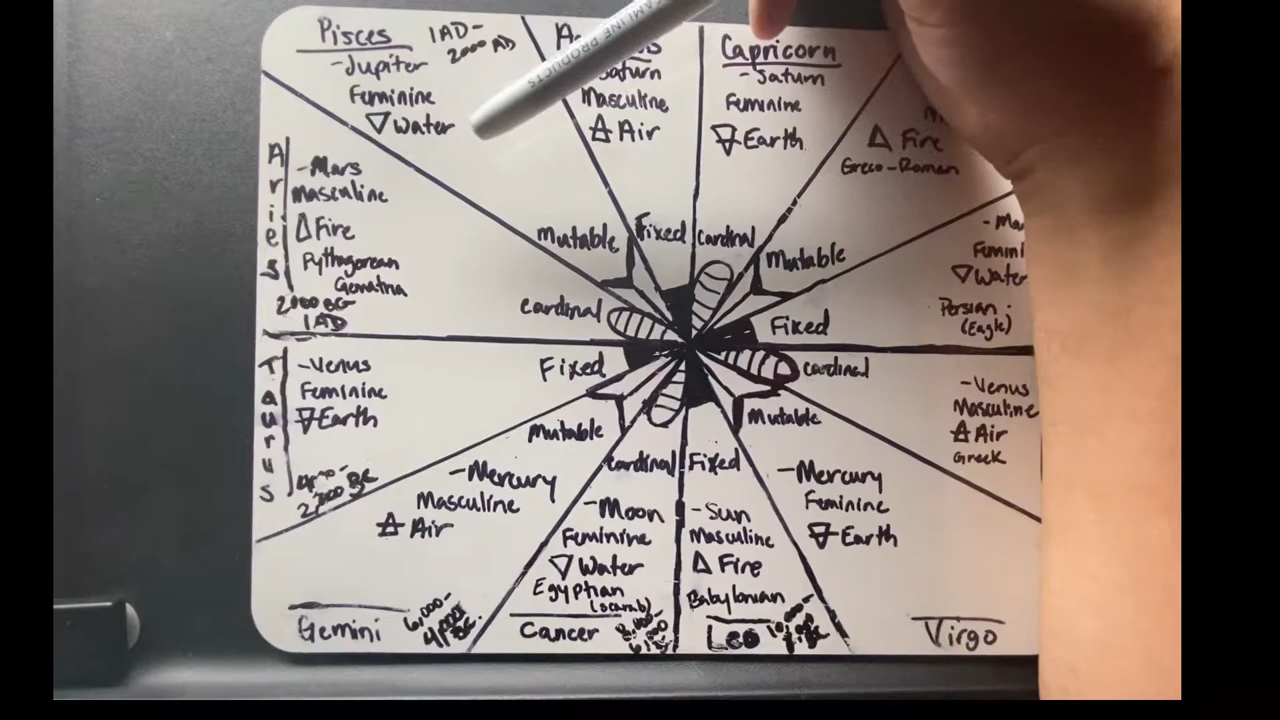 Pisces
1AD-
2000 AD
-Jupiter
Feminine
Water
Saturn
Masculine
Air
Capricorn
-Saturn
Feminine
Earth
Fire
Greco-Roman
Aries
-Mars
Masculine
Fire
Pythagorean
Gematria
1AD
Mutable
Fixed
Cardinal
Mutable
Cardinal
Fixed
Water
Persian
(Eagle)
Taurus
-Venus
Feminine
Earth
Fixed
Mutable
Cardinal
Fixed
Mutable
Cardinal
-Venus
Masculine
Air
Greek
-Mercury
Masculine
Air
Gemini
6,000-
-Moon
Feminine
Water
Egyptian
(scarab)
Cancer
-Sun
Masculine
Fire
Babylonian
Leo
-Mercury
Feminine
Earth
Virgo